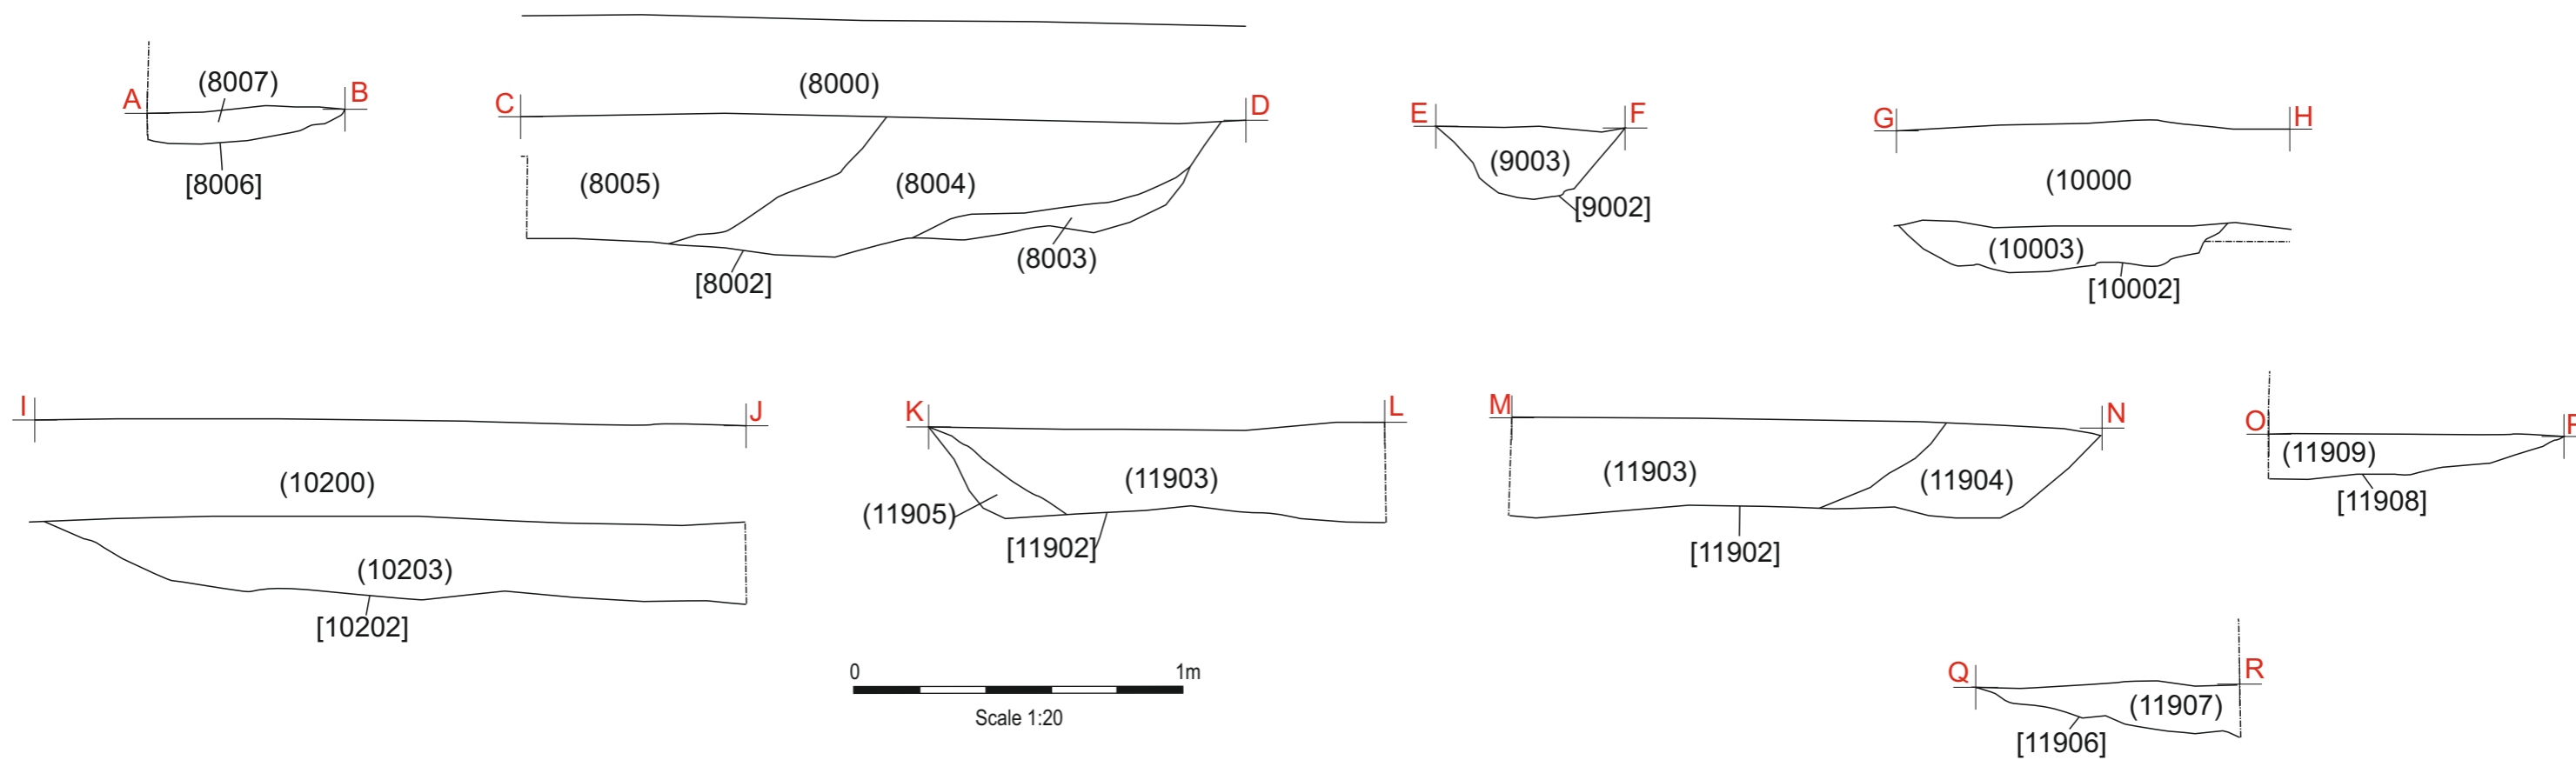 A
(8007)
B
[8006]
C
(8000)
D
(8005)
(8004)
(8003)
[8002]
E
F
(9003)
[9002]
G
H
(10000
(10003)
[10002]
I
J
(10200)
(10203)
[10202]
K
L
(11903)
(11905)
[11902]
M
N
(11903)
(11904)
[11902]
O
P
(11909)
[11908]
0 1m
Scale 1:20
Q
R
(11907)
[11906]